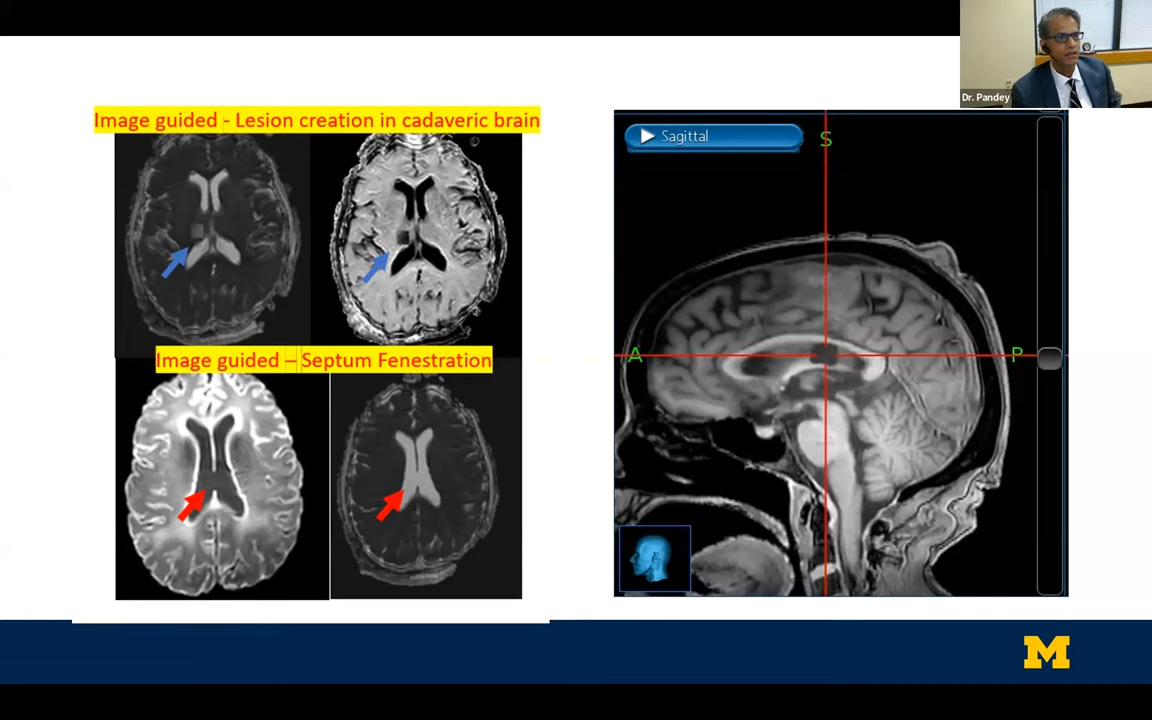 Dr. Pandey
Image guided - Lesion creation in cadaveric brain
Image guided – Septum Fenestration
Sagittal
S
A
P
M